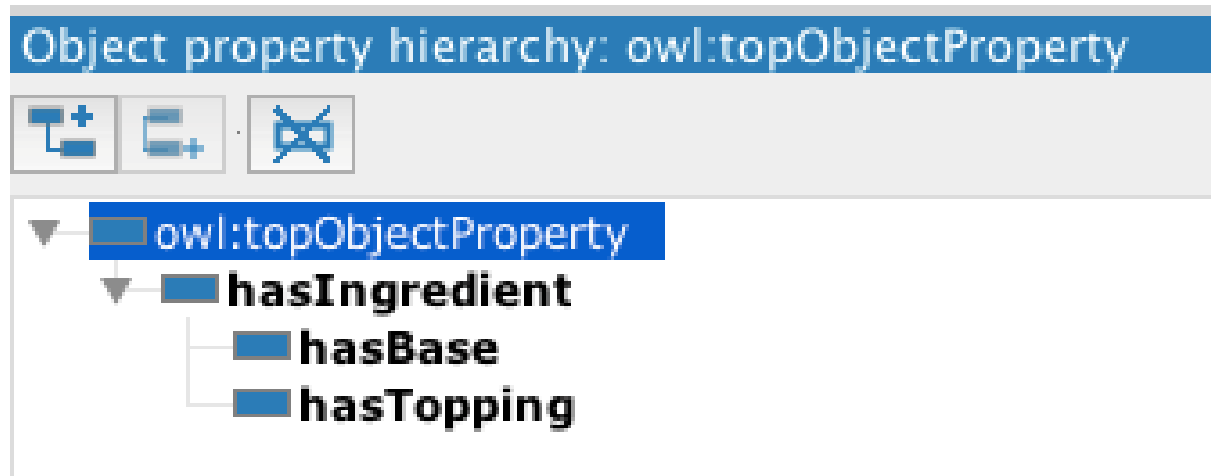 Object property hierarchy: owl:topObjectProperty
owl:topObjectProperty
hasIngredient
hasBase
hasTopping